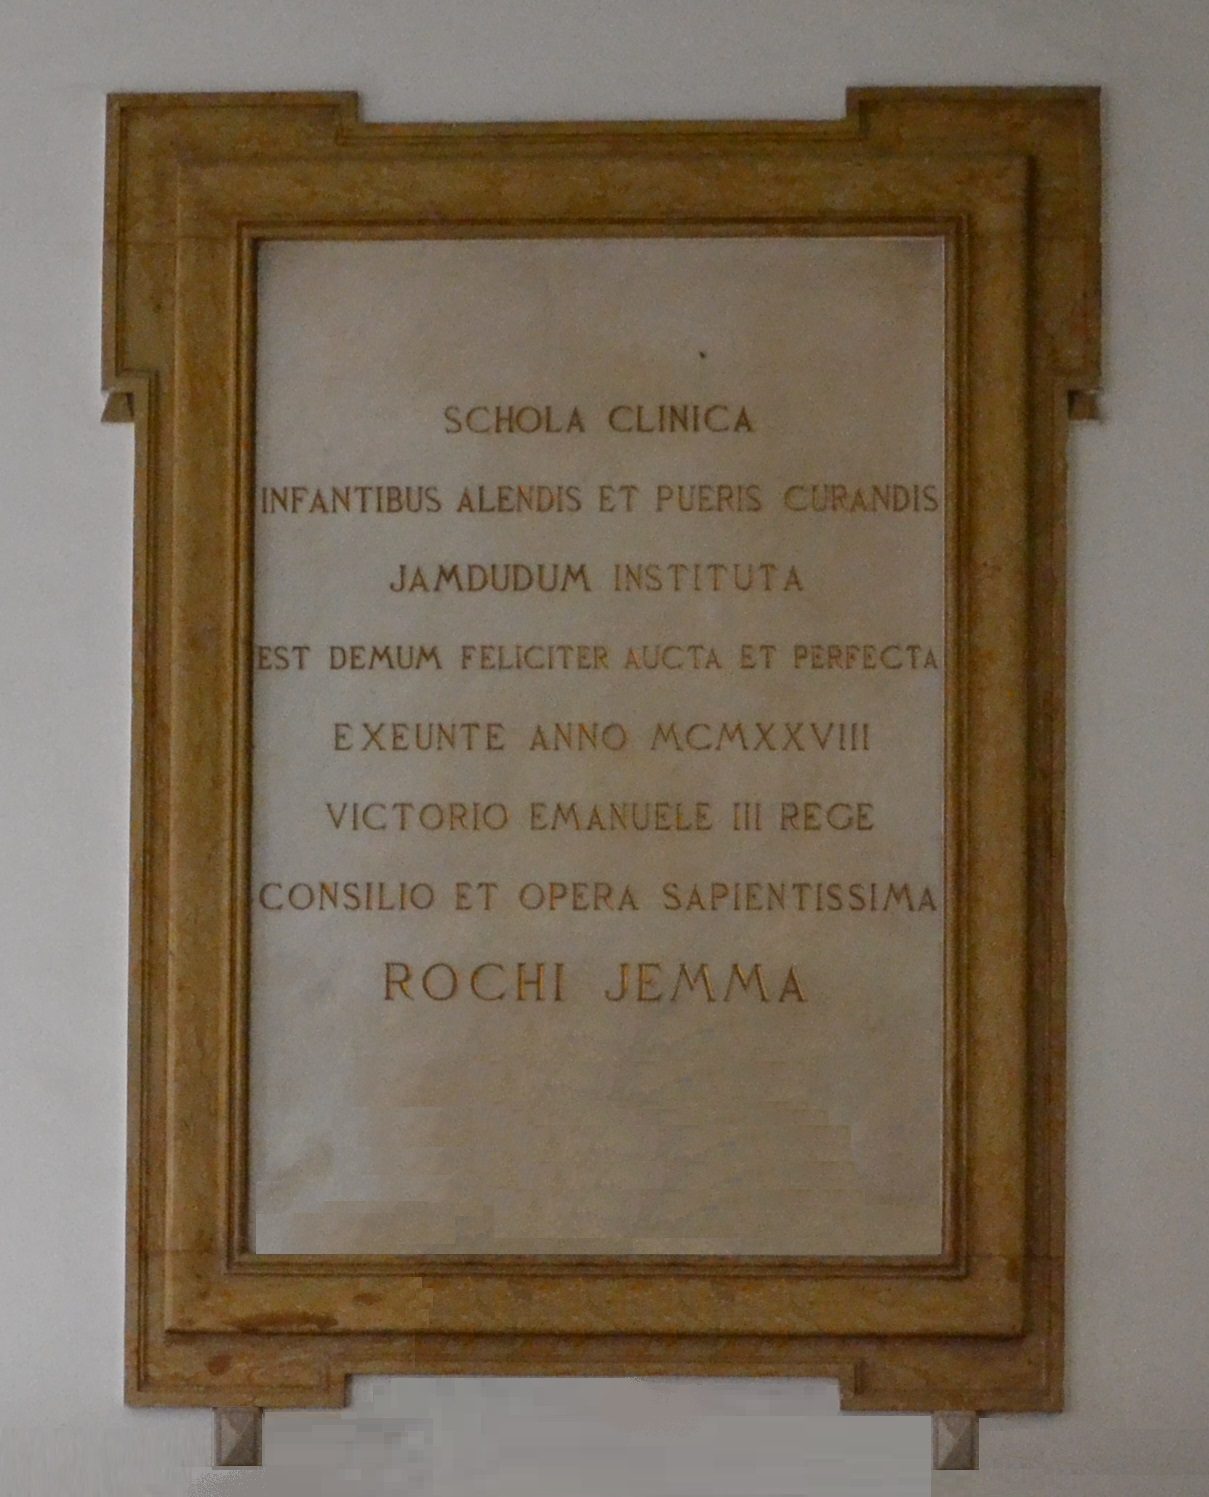 SCHOLA CLINICA
INFANTIBUS ALENDIS ET PUERIS CURANDIS
JAMDUDUM INSTITUTA
EST DEMUM FELICITER AUCTA ET PERFECTA
EXEUNTE ANNO MCMXXVIII
VICTORIO EMANUELE III REGE
CONSILIO ET OPERA SAPIENTISSIMA
ROCHI JEMMA